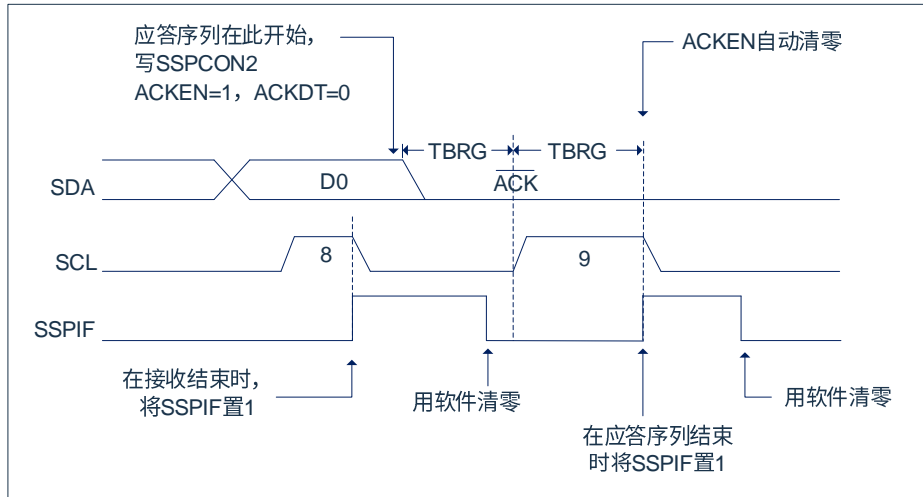 应答序列在此开始，
写SSPCON2
ACKEN=1，ACKDT=0
ACKEN自动清零
TBRG
TBRG
SDA
D0
ACK
SCL
8
9
SSPIF
在接收结束时，
将SSPIF置1
用软件清零
在应答序列结束
时将SSPIF置1
用软件清零